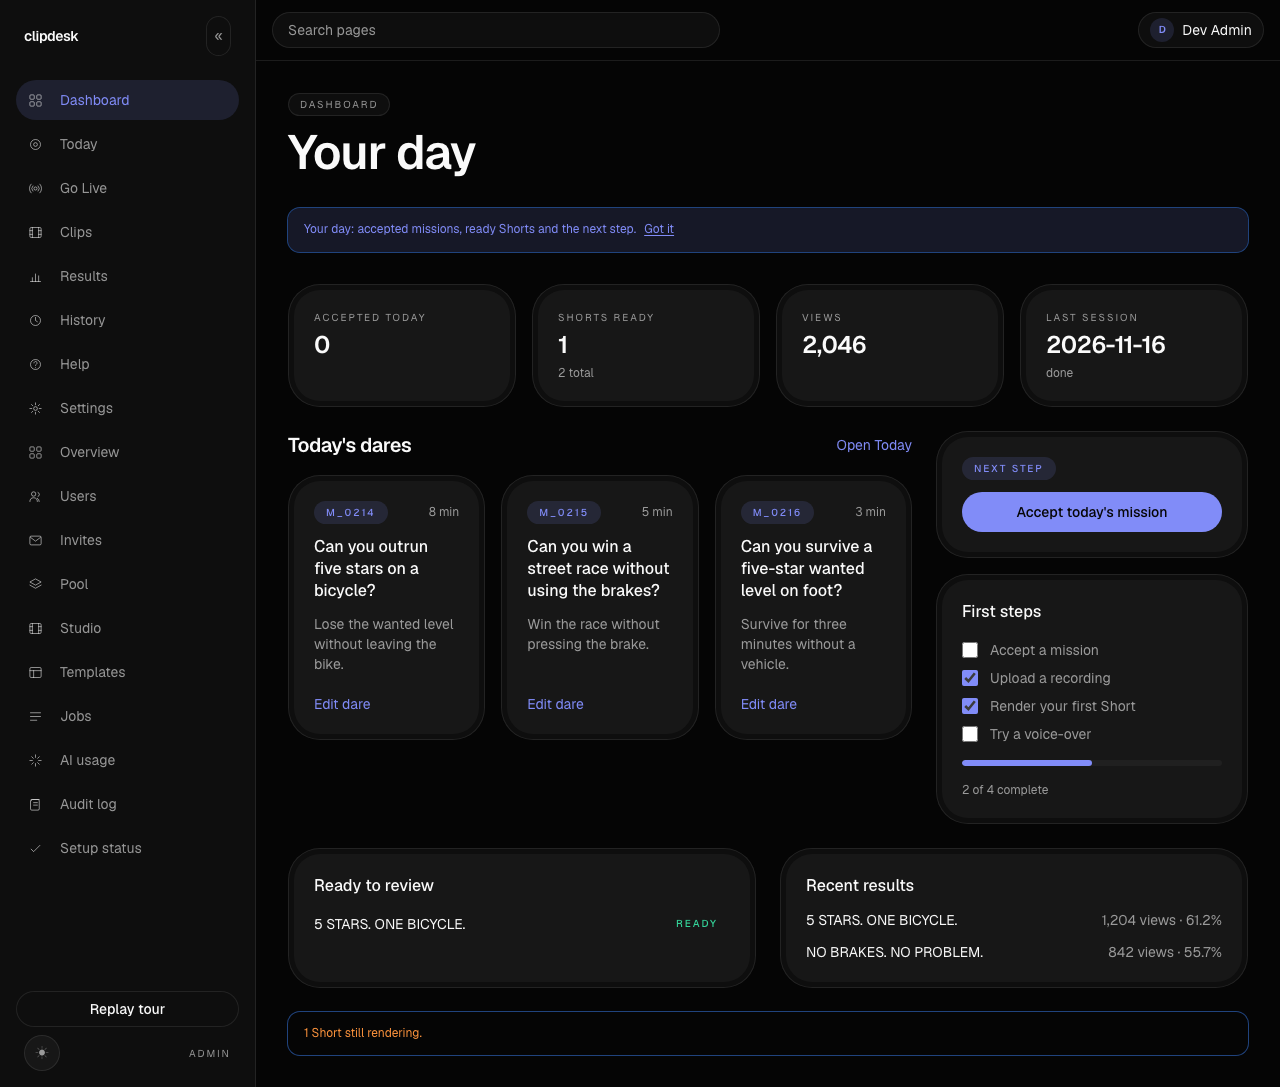 clipdesk
«
Search pages
D
Dev Admin
Dashboard
Today
Go Live
Clips
Results
History
Help
Settings
Overview
Users
Invites
Pool
Studio
Templates
Jobs
AI usage
Audit log
Setup status
Replay tour
ADMIN
DASHBOARD
Your day
Your day: accepted missions, ready Shorts and the next step. Got it
ACCEPTED TODAY
0
SHORTS READY
1
2 total
VIEWS
2,046
LAST SESSION
2026-11-16
done
Today's dares
Open Today
M_0214
8 min
Can you outrun
five stars on a
bicycle?
Lose the wanted level
without leaving the
bike.
Edit dare
M_0215
5 min
Can you win a
street race without
using the brakes?
Win the race without
pressing the brake.
Edit dare
M_0216
3 min
Can you survive a
five-star wanted
level on foot?
Survive for three
minutes without a
vehicle.
Edit dare
NEXT STEP
Accept today's mission
First steps
Accept a mission
Upload a recording
Render your first Short
Try a voice-over
2 of 4 complete
Ready to review
5 STARS. ONE BICYCLE.
READY
Recent results
5 STARS. ONE BICYCLE.
1,204 views · 61.2%
NO BRAKES. NO PROBLEM.
842 views · 55.7%
1 Short still rendering.